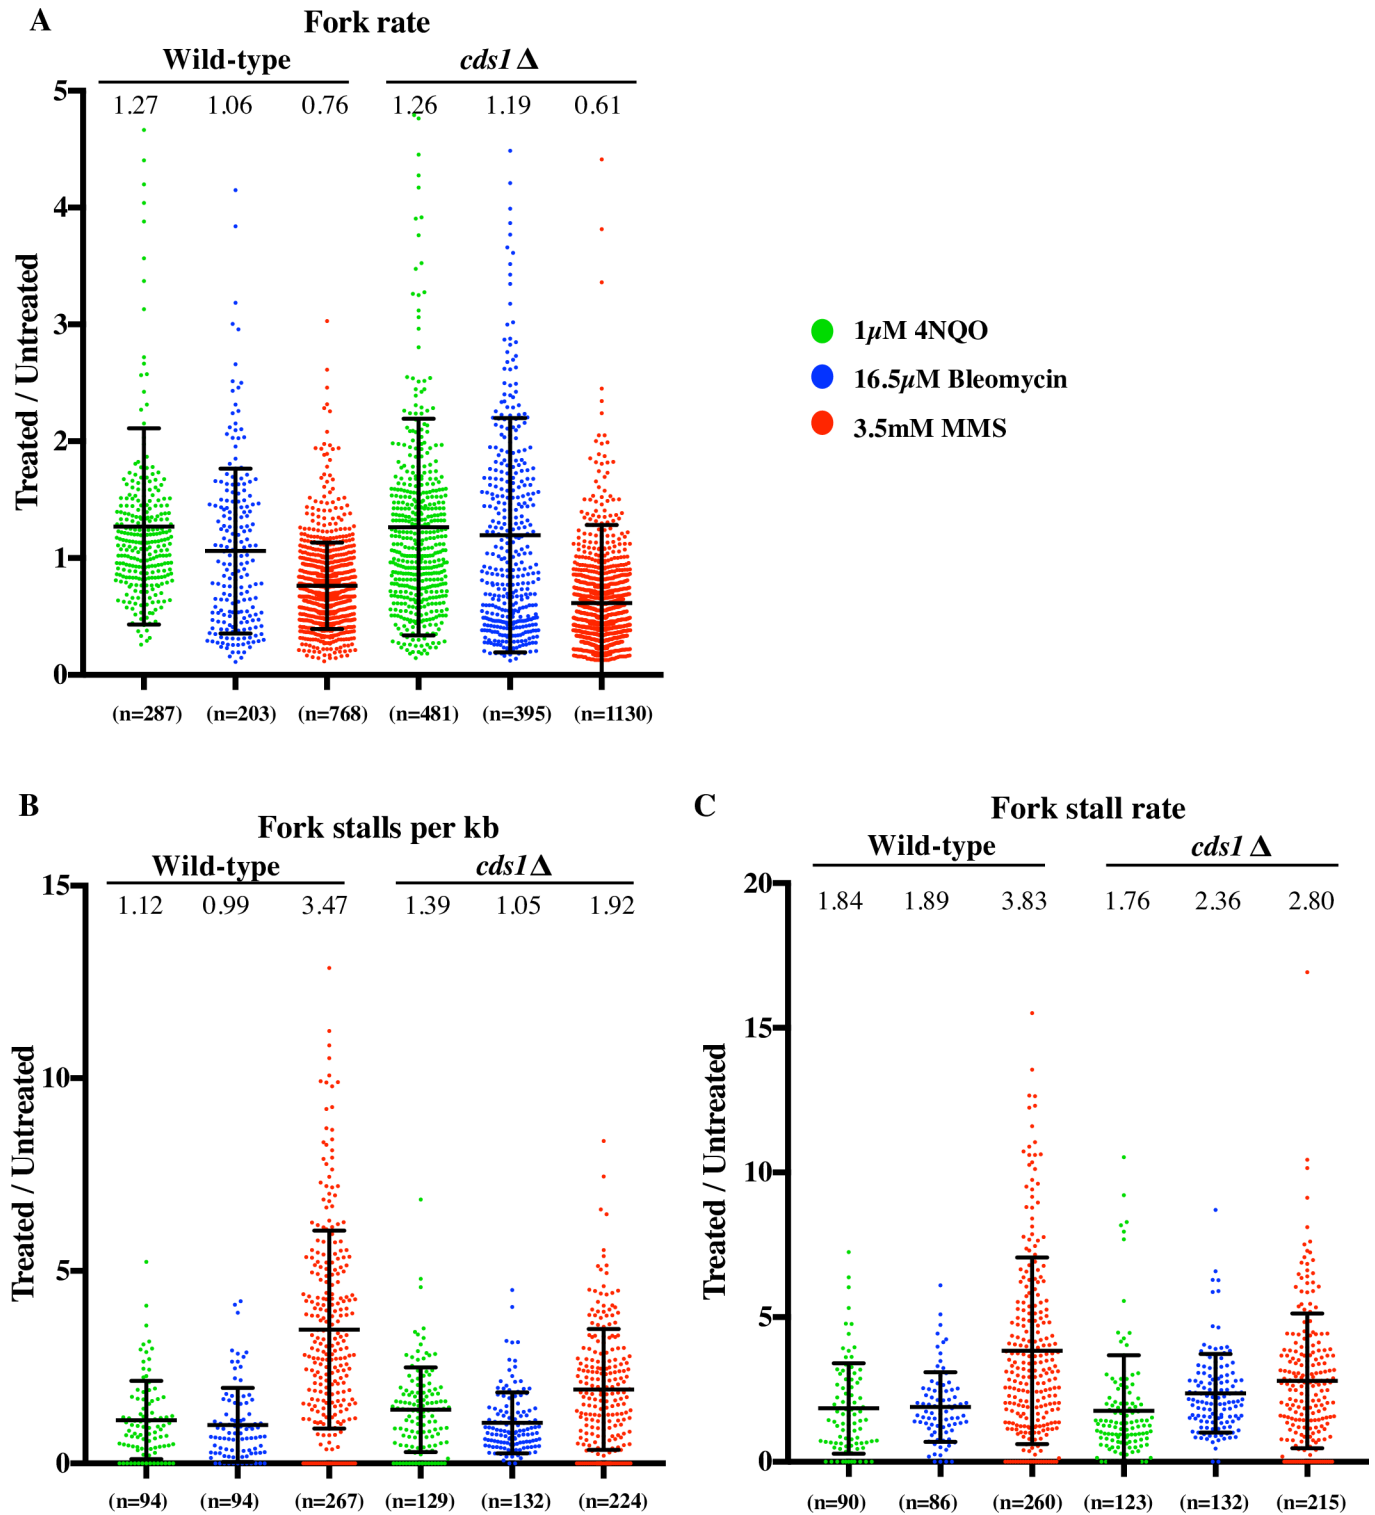 A
Fork rate
Wild-type cds1 Δ
1.27 1.06 0.76 1.26 1.19 0.61
5
4
3
2
1
0
Treated / Untreated
(n=287) (n=203) (n=768) (n=481) (n=395) (n=1130)
1µM 4NQO
16.5µM Bleomycin
3.5mM MMS
B
Fork stalls per kb
Wild-type cds1 Δ
1.12 0.99 3.47 1.39 1.05 1.92
15
10
5
0
Treated / Untreated
(n=94) (n=94) (n=267) (n=129) (n=132) (n=224)
C
Fork stall rate
Wild-type cds1 Δ
1.84 1.89 3.83 1.76 2.36 2.80
20
15
10
5
0
Treated / Untreated
(n=90) (n=86) (n=260) (n=123) (n=132) (n=215)